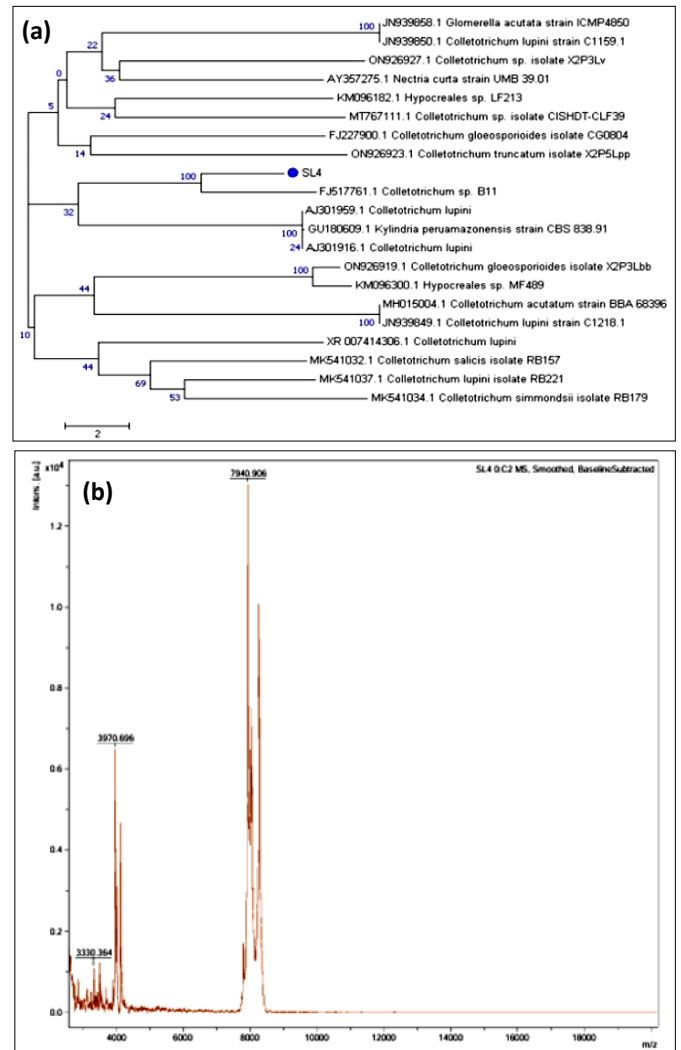 (a)
100 JN939858.1 Glomerella acutata strain ICMP4850
22 JN939850.1 Colletotrichum lupini strain C1159.1
0 ON926927.1 Colletotrichum sp. isolate X2P3Lv
36 AY357275.1 Nectria curta strain UMB 39.01
5 KM096182.1 Hypocreales sp. LF213
24 MT767111.1 Colletotrichum sp. isolate CISHDT-CLF39
FJ227900.1 Colletotrichum gloeosporioides isolate CG0804
14 ON926923.1 Colletotrichum truncatum isolate X2P5Lpp
100 SL4
FJ517761.1 Colletotrichum sp. B11
32 AJ301959.1 Colletotrichum lupini
100 GU180609.1 Kylindria peruamazonensis strain CBS 838.91
24 AJ301916.1 Colletotrichum lupini
100 ON926919.1 Colletotrichum gloeosporioides isolate X2P3Lbb
44 KM096300.1 Hypocreales sp. MF489
MH015004.1 Colletotrichum acutatum strain BBA 68396
100 JN939849.1 Colletotrichum lupini strain C1218.1
10 XR 007414306.1 Colletotrichum lupini
44 MK541032.1 Colletotrichum salicis isolate RB157
69 MK541037.1 Colletotrichum lupini isolate RB221
53 MK541034.1 Colletotrichum simmondsii isolate RB179
2
(b)
Intens. [a.u.]
x10⁴
7940.906
SL4 0:C2 MS, Smoothed, BaselineSubtracted
1.2
1.0
0.8
3970.696
0.6
0.4
0.2
3330.364
0.0
4000 6000 8000 10000 12000 14000 16000 18000
m/z